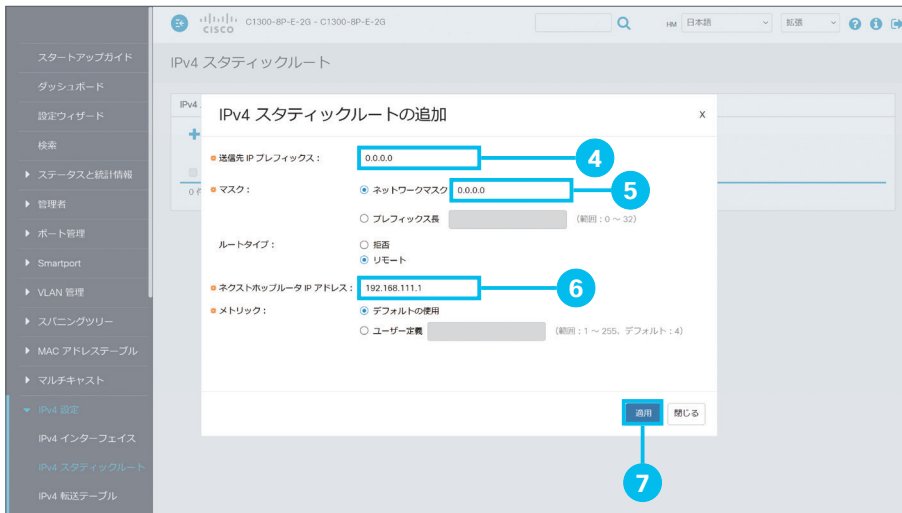 CISCO C1300-8P-E-2G - C1300-8P-E-2G
HM 日本語 拡張
スタートアップガイド
ダッシュボード
設定ウィザード
検索
ステータスと統計情報
管理者
ポート管理
Smartport
VLAN 管理
スパニングツリー
MAC アドレステーブル
マルチキャスト
IPv4 設定
IPv4 インターフェイス
IPv4 スタティックルート
IPv4 転送テーブル
IPv4 スタティックルート
IPv4
IPv4 スタティックルートの追加 x
送信先 IP プレフィックス : 0.0.0.0 4
マスク : ネットワークマスク 0.0.0.0 5
プレフィックス長 (範囲 : 0 ~ 32)
ルートタイプ : 拒否
リモート
ネクストホップルータ IP アドレス : 192.168.111.1 6
メトリック : デフォルトの使用
ユーザー定義 (範囲 : 1 ~ 255、デフォルト : 4)
適用 閉じる
7